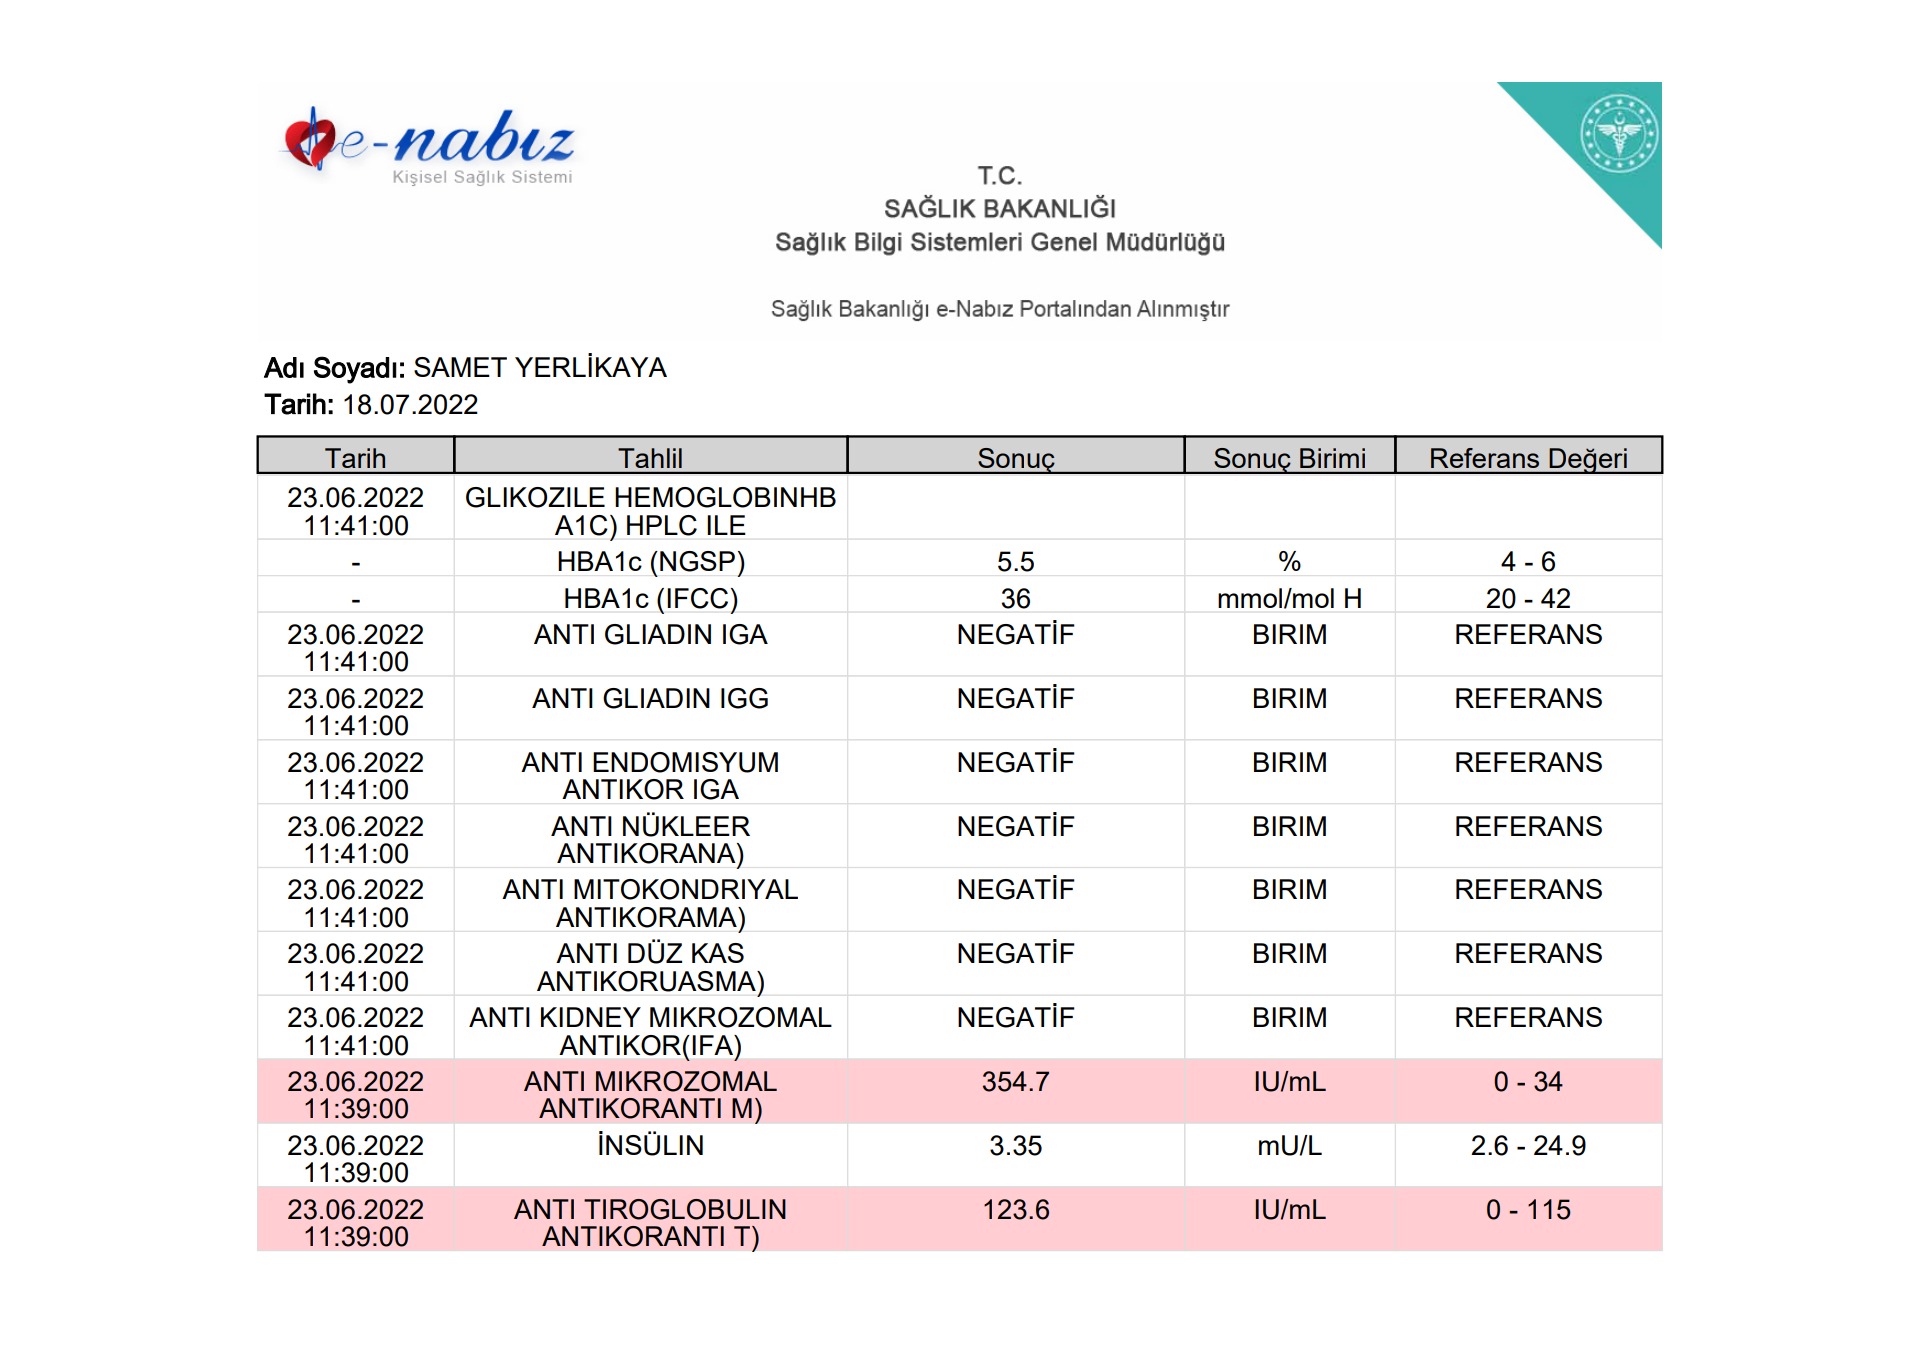 e-nabız
Kişisel Sağlık Sistemi
T.C.
SAĞLIK BAKANLIĞI
Sağlık Bilgi Sistemleri Genel Müdürlüğü
Sağlık Bakanlığı e-Nabız Portalından Alınmıştır
Adı Soyadı: SAMET YERLİKAYA
Tarih: 18.07.2022
Tarih Tahlil Sonuç Sonuç Birimi Referans Değeri
23.06.2022 GLIKOZILE HEMOGLOBINHB
11:41:00 A1C) HPLC ILE
- HBA1c (NGSP) 5.5 % 4 - 6
- HBA1c (IFCC) 36 mmol/mol H 20 - 42
23.06.2022 ANTI GLIADIN IGA NEGATİF BIRIM REFERANS
11:41:00
23.06.2022 ANTI GLIADIN IGG NEGATİF BIRIM REFERANS
11:41:00
23.06.2022 ANTI ENDOMISYUM NEGATİF BIRIM REFERANS
11:41:00 ANTIKOR IGA
23.06.2022 ANTI NÜKLEER NEGATİF BIRIM REFERANS
11:41:00 ANTIKORANA)
23.06.2022 ANTI MITOKONDRIYAL NEGATİF BIRIM REFERANS
11:41:00 ANTIKORAMA)
23.06.2022 ANTI DÜZ KAS NEGATİF BIRIM REFERANS
11:41:00 ANTIKORUASMA)
23.06.2022 ANTI KIDNEY MIKROZOMAL NEGATİF BIRIM REFERANS
11:41:00 ANTIKOR(IFA)
23.06.2022 ANTI MIKROZOMAL 354.7 IU/mL 0 - 34
11:39:00 ANTIKORANTI M)
23.06.2022 İNSÜLIN 3.35 mU/L 2.6 - 24.9
11:39:00
23.06.2022 ANTI TIROGLOBULIN 123.6 IU/mL 0 - 115
11:39:00 ANTIKORANTI T)